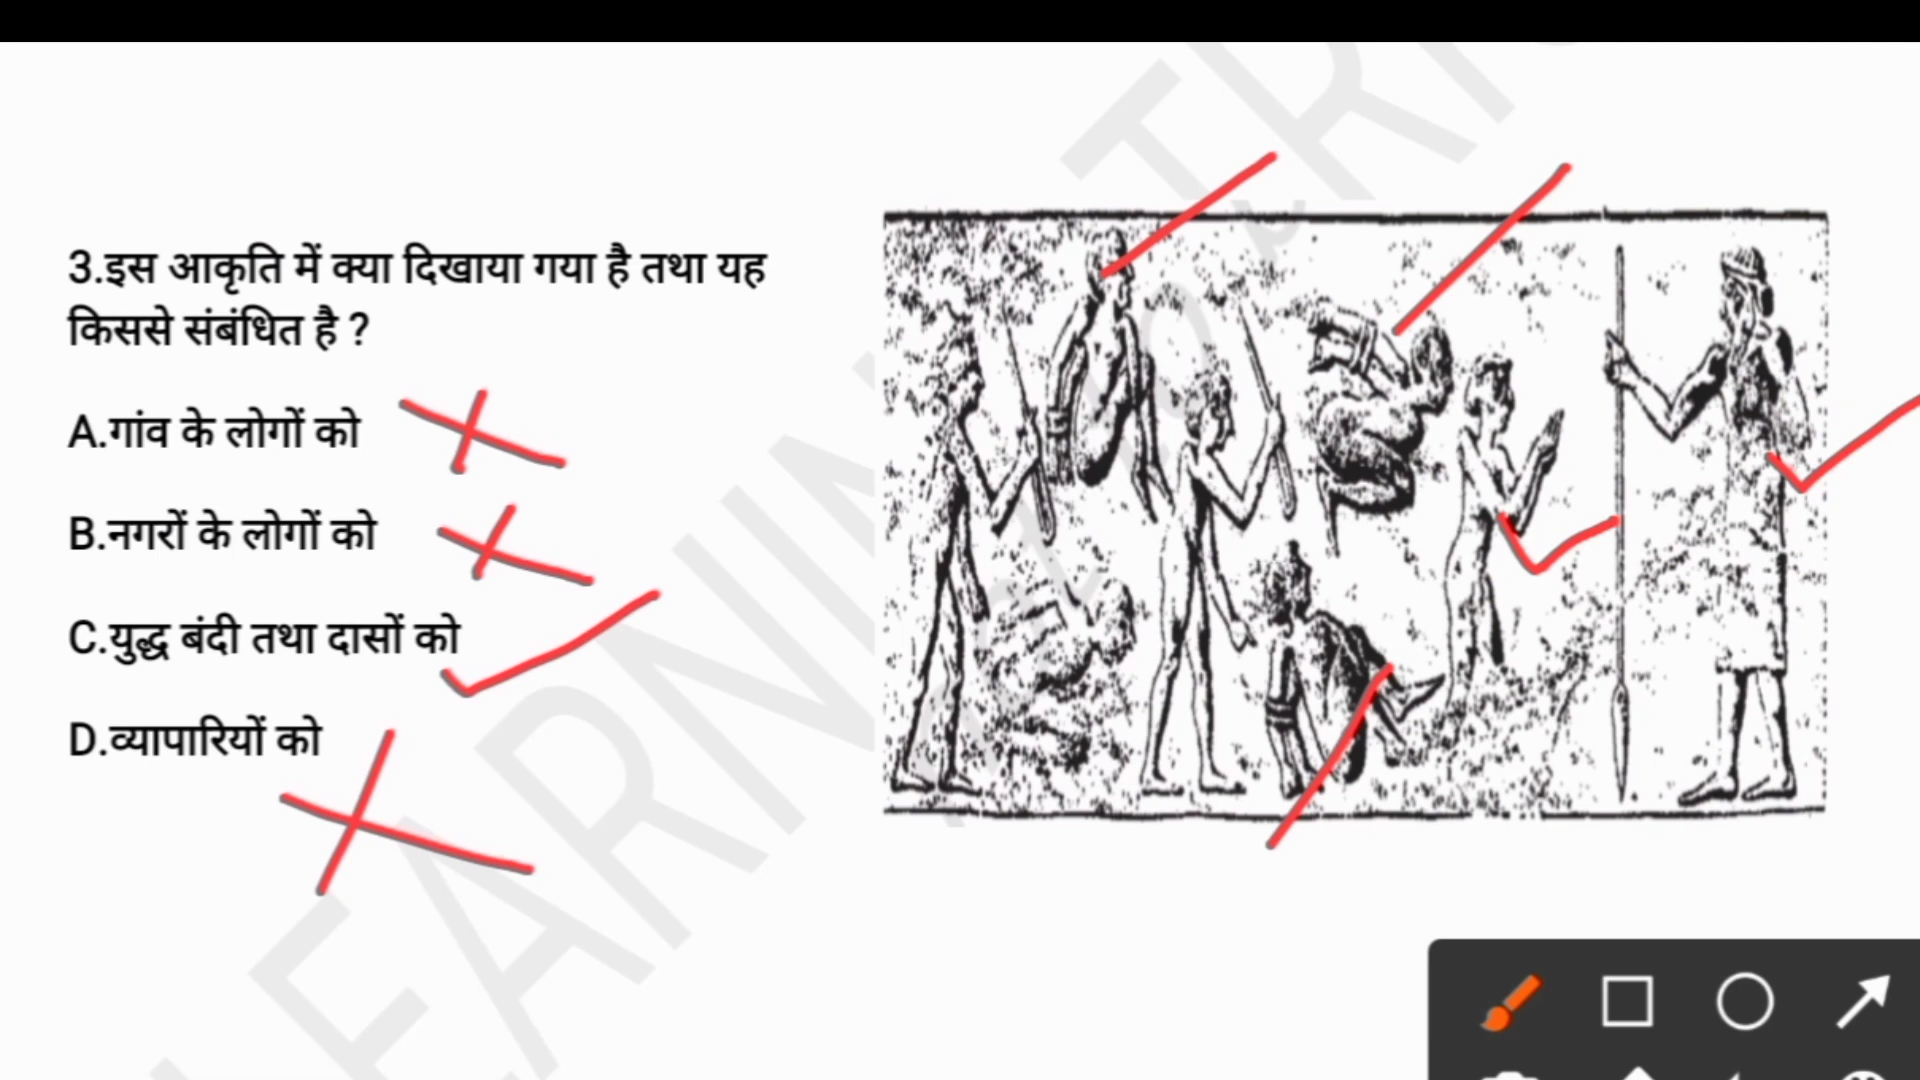 3.इस आकृति में क्या दिखाया गया है तथा यह
किससे संबंधित है ?
A.गांव के लोगों को
B.नगरों के लोगों को
C.युद्ध बंदी तथा दासों को
D.व्यापारियों को